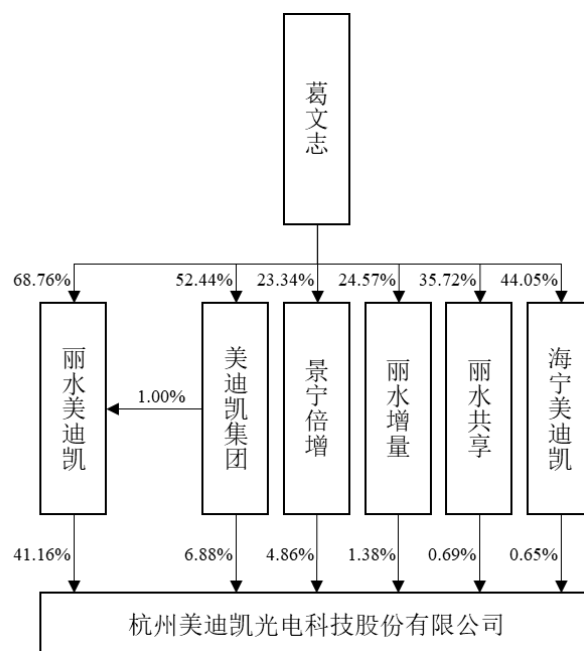 葛文志
68.76%
52.44%
23.34%
24.57%
35.72%
44.05%
丽水美迪凯
1.00%
美迪凯集团
景宁倍增
丽水增量
丽水共享
海宁美迪凯
41.16%
6.88%
4.86%
1.38%
0.69%
0.65%
杭州美迪凯光电科技股份有限公司